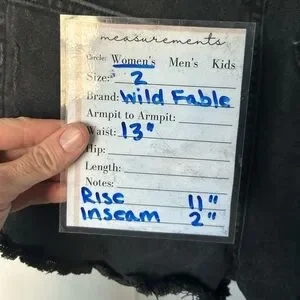 measurements
Circle: Women's Men's Kids
Size: 2
Brand: Wild Fable
Armpit to Armpit:
Waist: 13"
Hip:
Length:
Notes:
Rise 11"
Inseam 2"